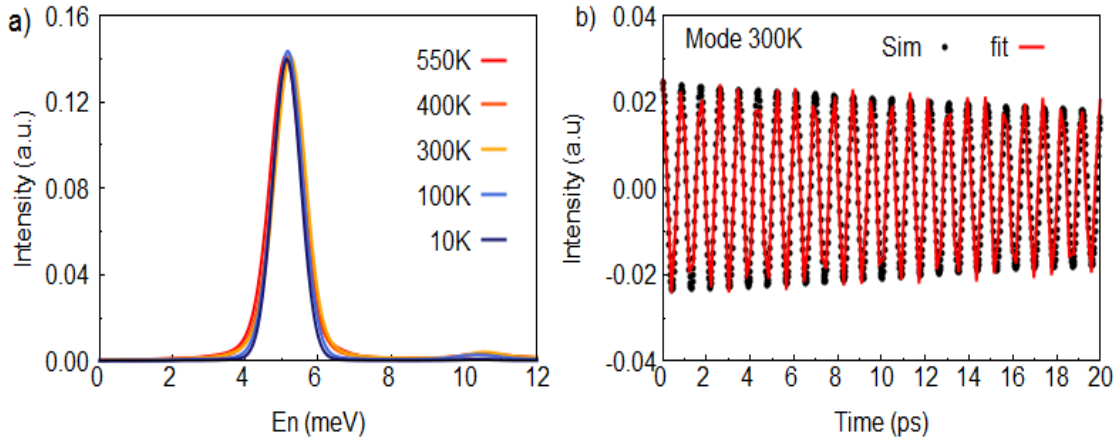 a)
Intensity (a.u.)
0.16
0.12
0.08
0.04
0.00
550K
400K
300K
100K
10K
0 2 4 6 8 10 12
En (meV)
b)
Intensity (a.u)
0.04
0.02
0.00
-0.02
-0.04
Mode 300K Sim fit
0 2 4 6 8 10 12 14 16 18 20
Time (ps)